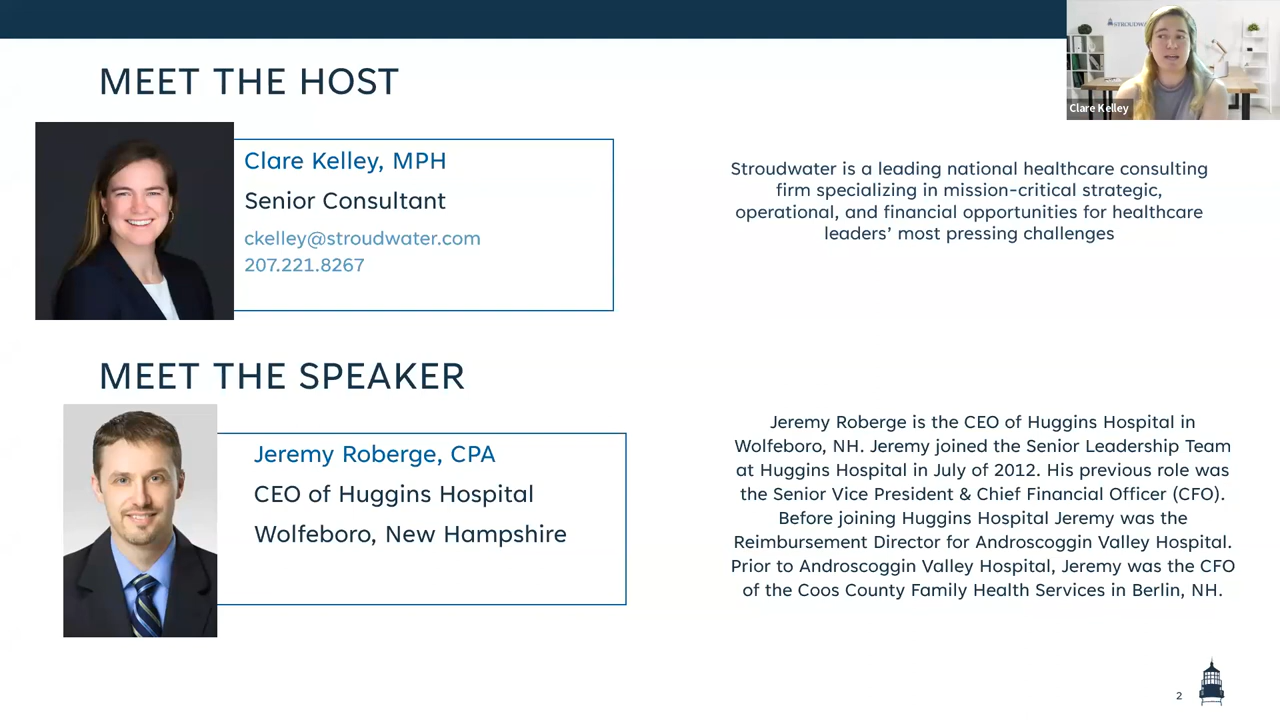 MEET THE HOST
Clare Kelley, MPH
Senior Consultant
ckelley@stroudwater.com
207.221.8267
Stroudwater is a leading national healthcare consulting
firm specializing in mission-critical strategic,
operational, and financial opportunities for healthcare
leaders' most pressing challenges
Clare Kelley
MEET THE SPEAKER
Jeremy Roberge, CPA
CEO of Huggins Hospital
Wolfeboro, New Hampshire
Jeremy Roberge is the CEO of Huggins Hospital in
Wolfeboro, NH. Jeremy joined the Senior Leadership Team
at Huggins Hospital in July of 2012. His previous role was
the Senior Vice President & Chief Financial Officer (CFO).
Before joining Huggins Hospital Jeremy was the
Reimbursement Director for Androscoggin Valley Hospital.
Prior to Androscoggin Valley Hospital, Jeremy was the CFO
of the Coos County Family Health Services in Berlin, NH.
2